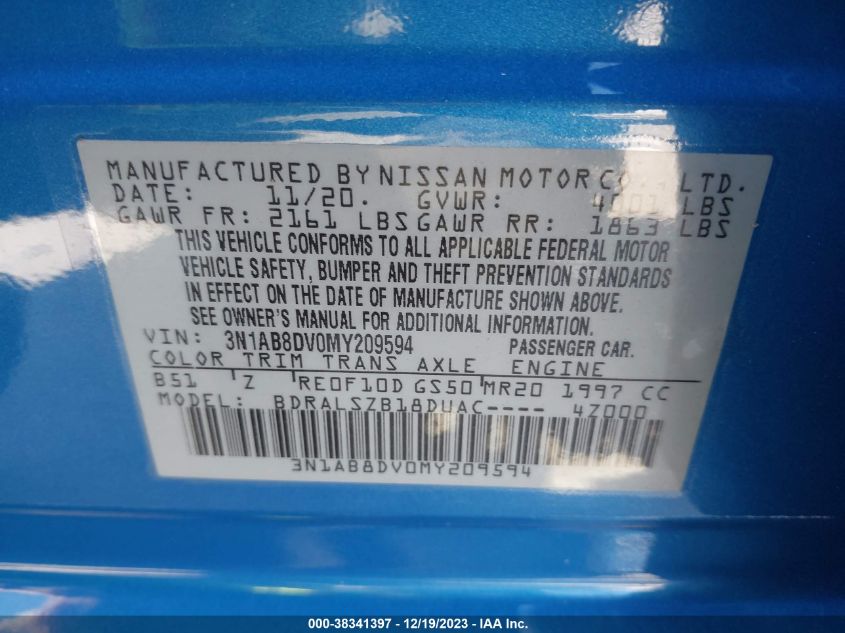 MANUFACTURED BY NISSAN MOTOR CO., LTD.
DATE: 11/20. GVWR: 4001 LBS
GAWR FR: 2161 LBS GAWR RR: 1863 LBS
THIS VEHICLE CONFORMS TO ALL APPLICABLE FEDERAL MOTOR
VEHICLE SAFETY, BUMPER AND THEFT PREVENTION STANDARDS
IN EFFECT ON THE DATE OF MANUFACTURE SHOWN ABOVE.
SEE OWNER'S MANUAL FOR ADDITIONAL INFORMATION.
VIN: 3N1AB8DV0MY209594 PASSENGER CAR.
COLOR TRIM TRANS AXLE ENGINE
B51 Z RE0F10D GS50 MR20 1997 CC
MODEL: BDRALSZB18DUAC---- 4Z000
3N1AB8DV0MY209594
000-38341397 - 12/19/2023 - IAA Inc.